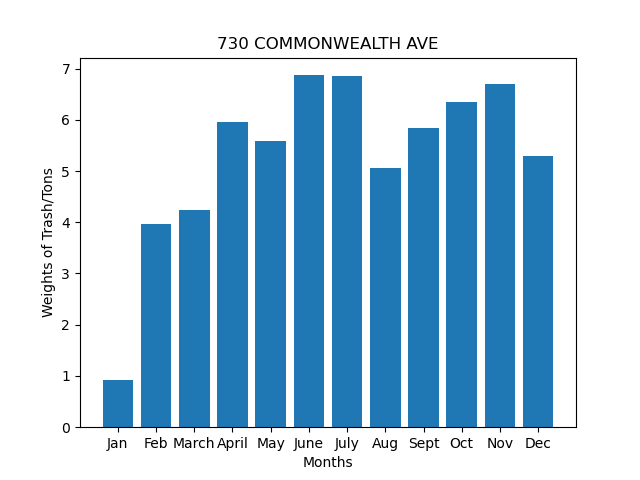 730 COMMONWEALTH AVE
7
6
5
4
3
2
1
0
Weights of Trash/Tons
Jan Feb March April May June July Aug Sept Oct Nov Dec
Months